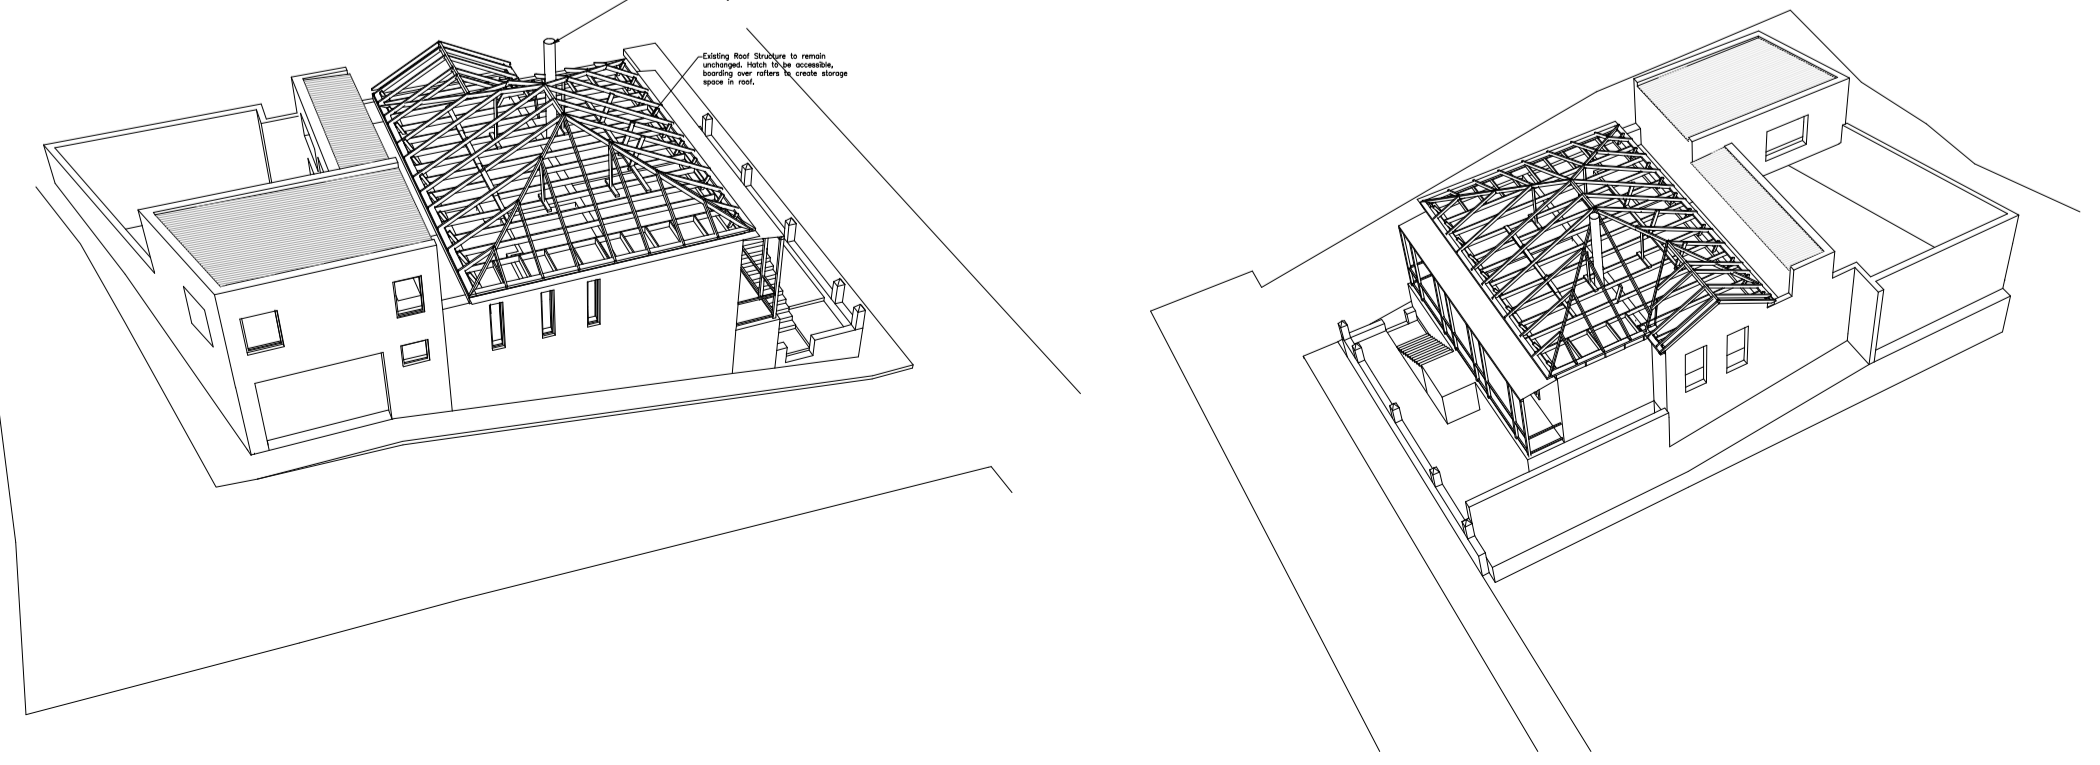 Existing Roof Structure to remain
unchanged. Hatch to be accessible,
boarding over rafters to create storage
space in roof.